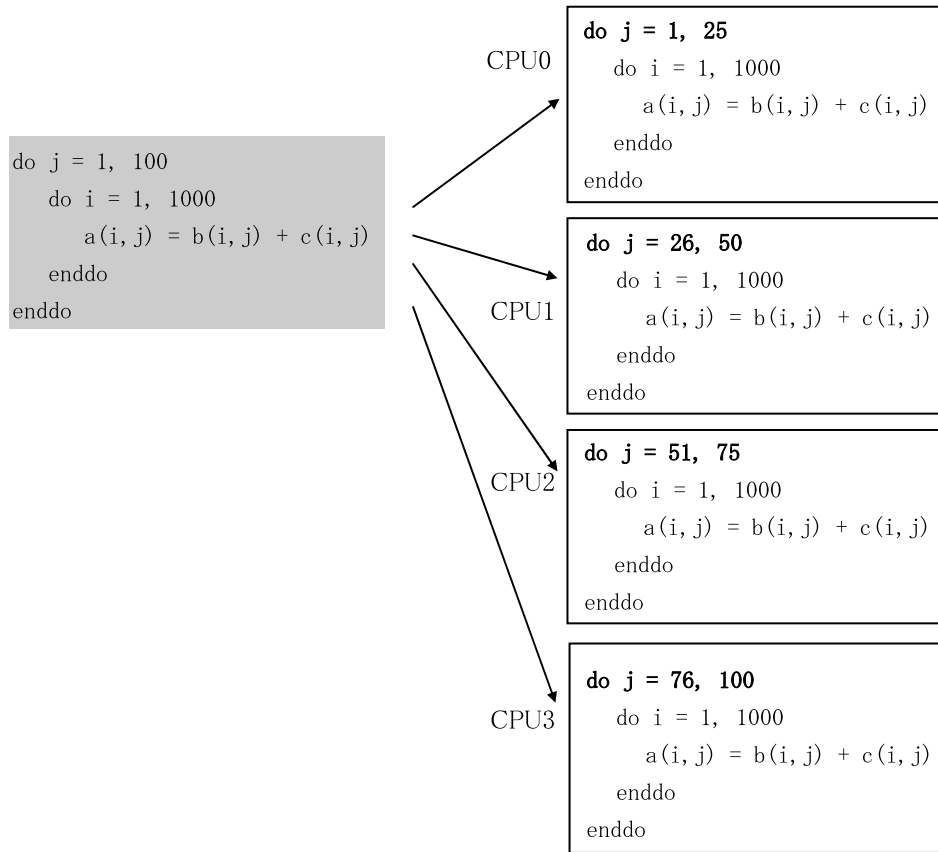 do j = 1, 100
do i = 1, 1000
a(i,j) = b(i,j) + c(i,j)
enddo
enddo
CPU0
do j = 1, 25
do i = 1, 1000
a(i,j) = b(i,j) + c(i,j)
enddo
enddo
CPU1
do j = 26, 50
do i = 1, 1000
a(i,j) = b(i,j) + c(i,j)
enddo
enddo
CPU2
do j = 51, 75
do i = 1, 1000
a(i,j) = b(i,j) + c(i,j)
enddo
enddo
CPU3
do j = 76, 100
do i = 1, 1000
a(i,j) = b(i,j) + c(i,j)
enddo
enddo